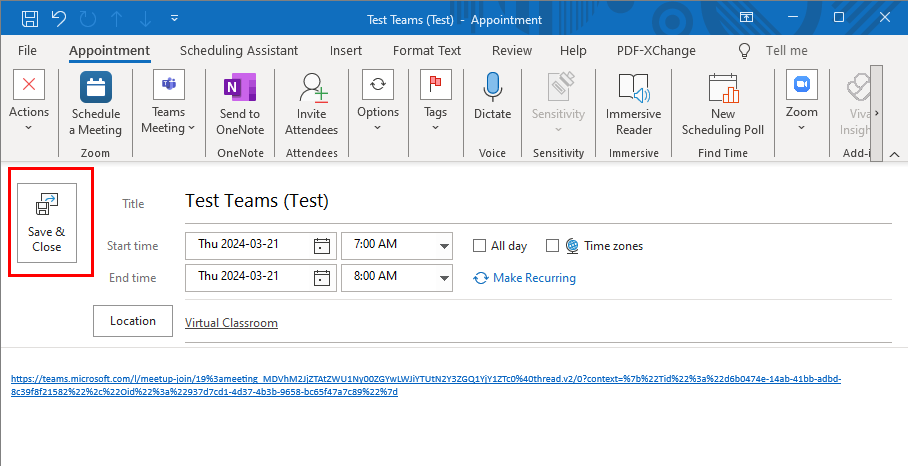 Test Teams (Test) - Appointment
File Appointment Scheduling Assistant Insert Format Text Review Help PDF-XChange Tell me
Actions
Schedule
a Meeting
Zoom
Teams
Meeting
Send to
OneNote
OneNote
Invite
Attendees
Attendees
Options
Tags
Dictate
Voice
Sensitivity
Sensitivity
Immersive
Reader
Immersive
New
Scheduling Poll
Find Time
Zoom
Viva
Insigh
Add-i
Save &
Close
Title Test Teams (Test)
Start time Thu 2024-03-21 7:00 AM All day Time zones
End time Thu 2024-03-21 8:00 AM Make Recurring
Location Virtual Classroom
https://teams.microsoft.com/l/meetup-join/19%3ameeting_MDVhM2JjZTAtZWU1Ny00ZGYwLWJiYTUtN2Y3ZGQ1YjY1ZTc0%40thread.v2/0?context=%7b%22Tid%22%3a%22d6b0474e-14ab-41bb-adbd-
8c39f8f21582%22%2c%22Oid%22%3a%22937d7cd1-4d37-4b3b-9658-bc65f47a7c89%22%7d